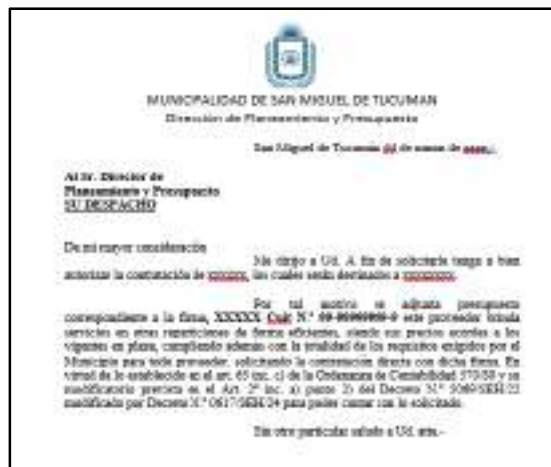 MUNICIPALIDAD DE SAN MIGUEL DE TUCUMAN
Dirección de Planeamiento y Presupuesto
San Miguel de Tucumán de marzo de
Al Sr. Director de
Planeamiento y Presupuesto
SU DESPACHO
De mi mayor consideración
Me dirijo a Ud. A fin de solicitarle tenga a bien
autorizar la contratación de xxxxxx, los cuales serán destinados a xxxxxxxx.
Por tal motivo se adjunta presupuesto
correspondiente a la firma, XXXXX Cuit N.º este proveedor brinda
servicios en otras reparticiones de forma eficientes, siendo sus precios acordes a los
vigentes en plaza, cumpliendo además con la totalidad de los requisitos exigidos por el
Municipio para todo proveedor, solicitando la contratación directa con dicha firma. En
virtud de lo establecido en el art. 65 inc. c) de la Ordenanza de Contabilidad y su
modificatorio prevista en el Art. 2º inc. a) punto 2) del Decreto N.º
modificado por Decreto N.º para poder contar con lo solicitado.
Sin otro particular saludo a Ud. atte.-